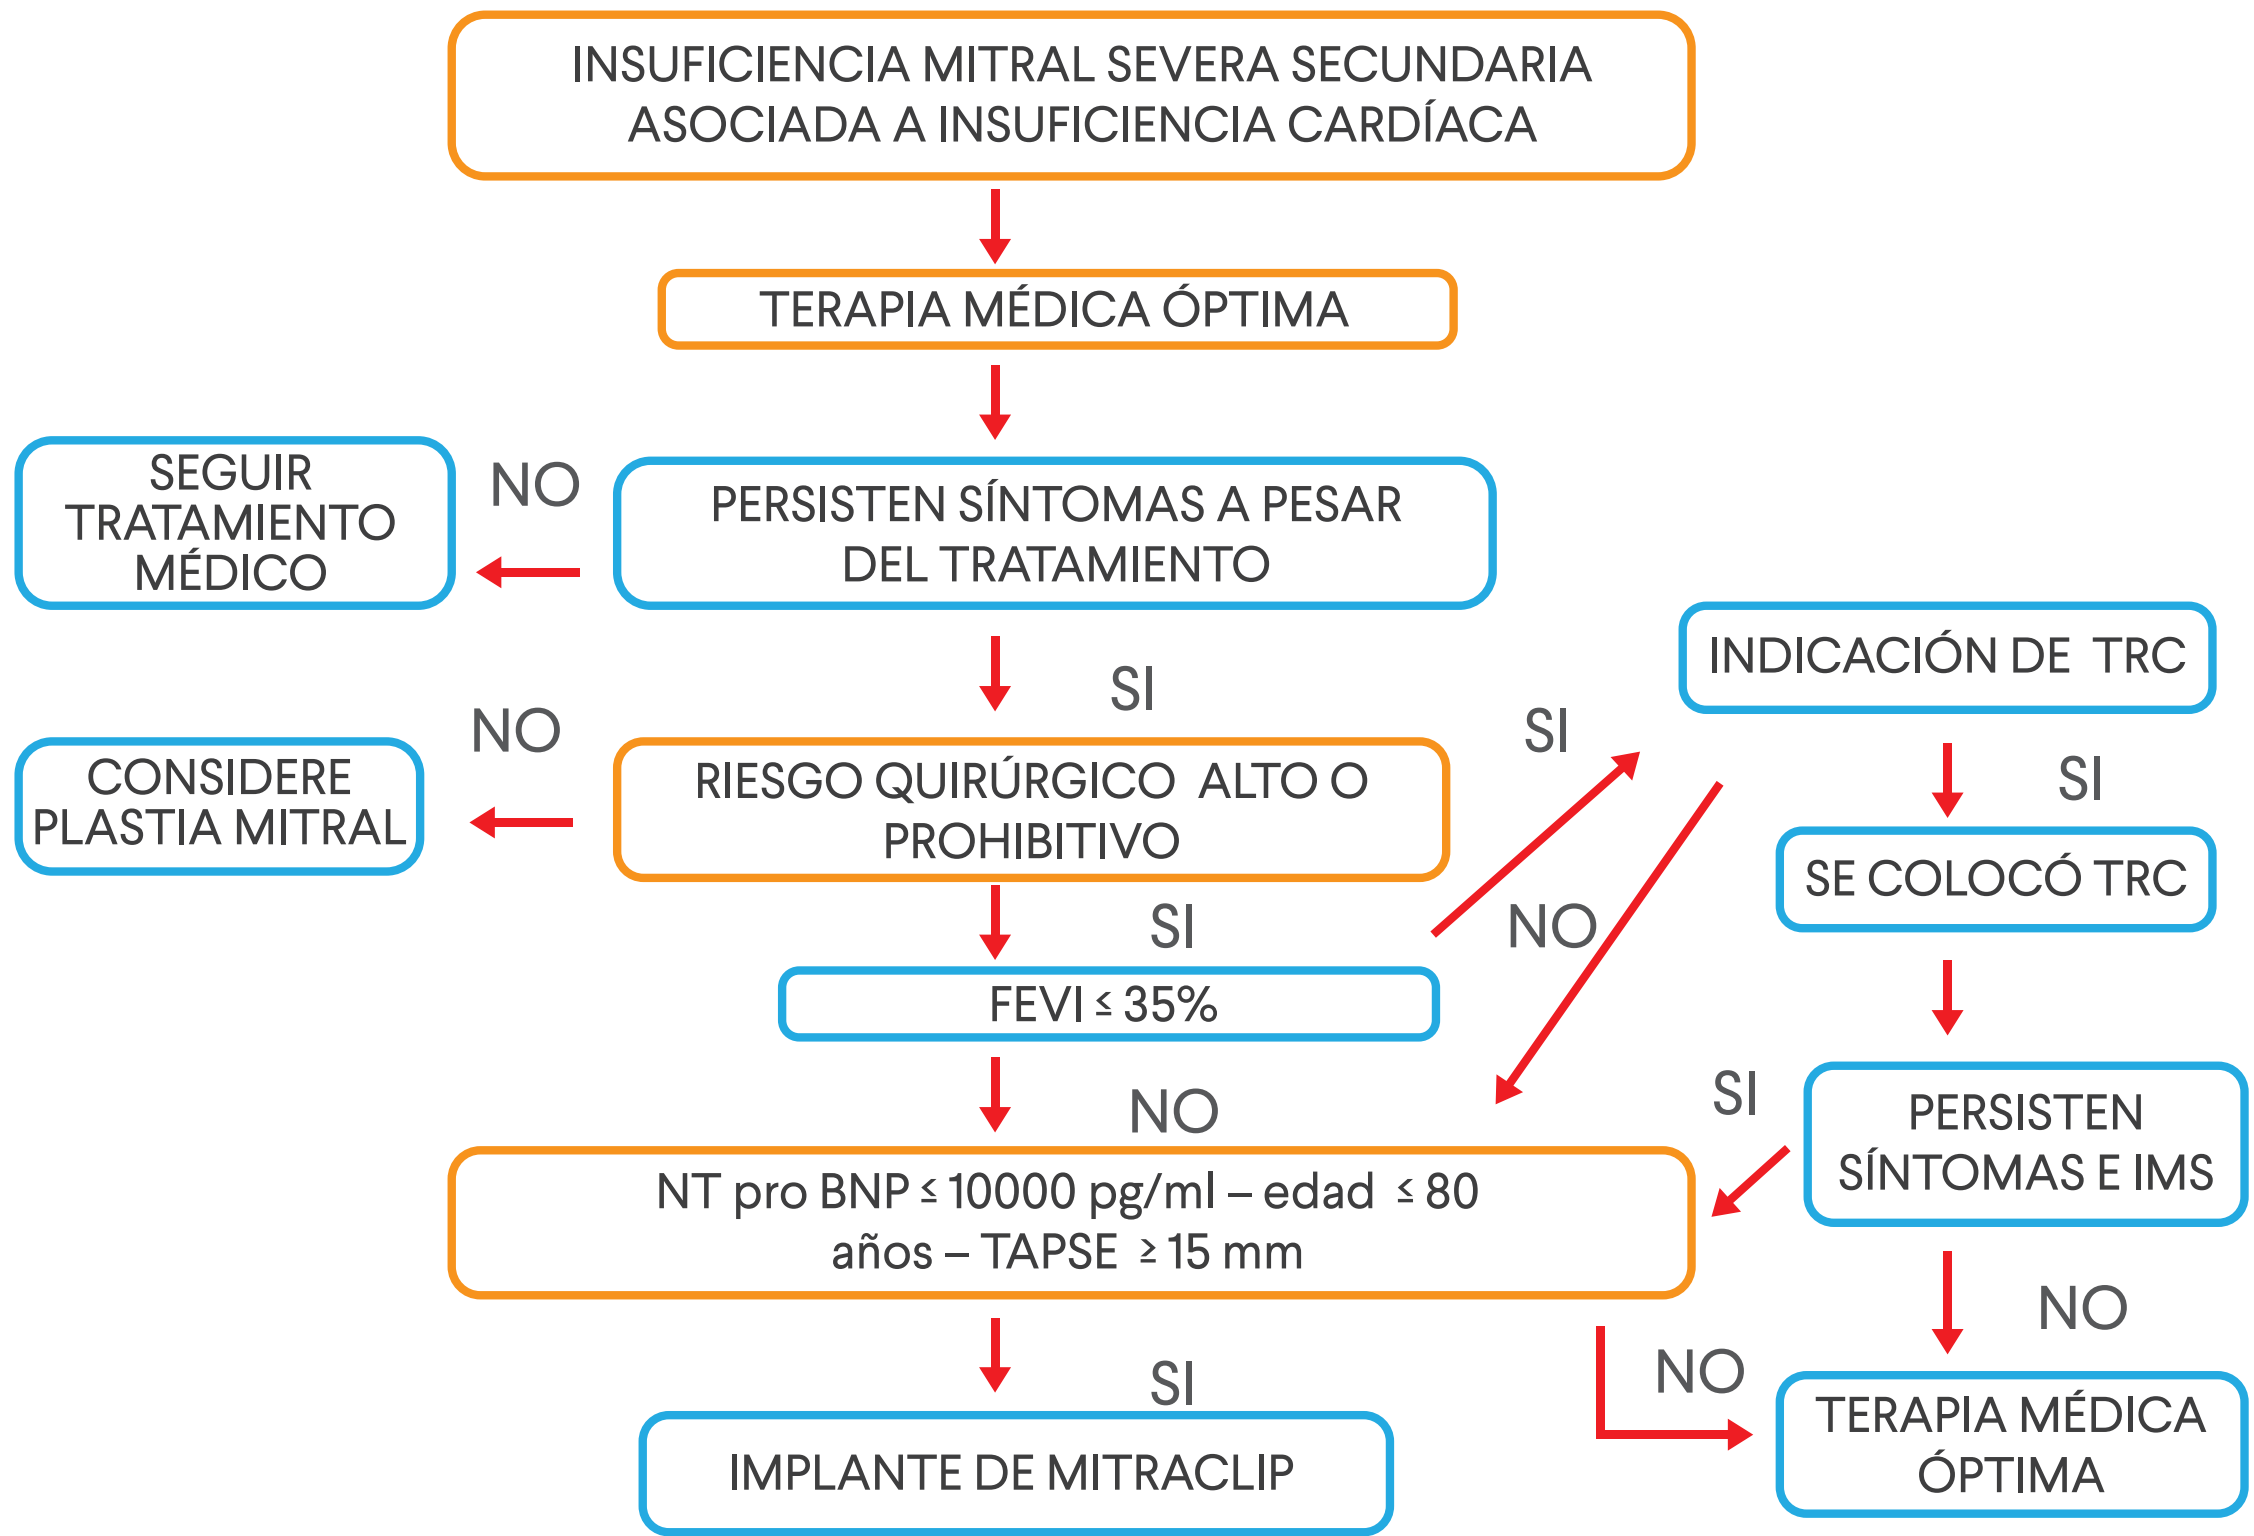 INSUFICIENCIA MITRAL SEVERA SECUNDARIA
ASOCIADA A INSUFICIENCIA CARDÍACA
TERAPIA MÉDICA ÓPTIMA
SEGUIR
TRATAMIENTO
MÉDICO
NO
PERSISTEN SÍNTOMAS A PESAR
DEL TRATAMIENTO
SI
INDICACIÓN DE TRC
NO
CONSIDERE
PLASTIA MITRAL
RIESGO QUIRÚRGICO ALTO O
PROHIBITIVO
SI
SI
SE COLOCÓ TRC
SI
NO
FEVI ≤ 35%
NO
SI
PERSISTEN
SÍNTOMAS E IMS
NT pro BNP ≤ 10000 pg/ml – edad ≤ 80
años – TAPSE ≥ 15 mm
NO
SI
NO
IMPLANTE DE MITRACLIP
TERAPIA MÉDICA
ÓPTIMA